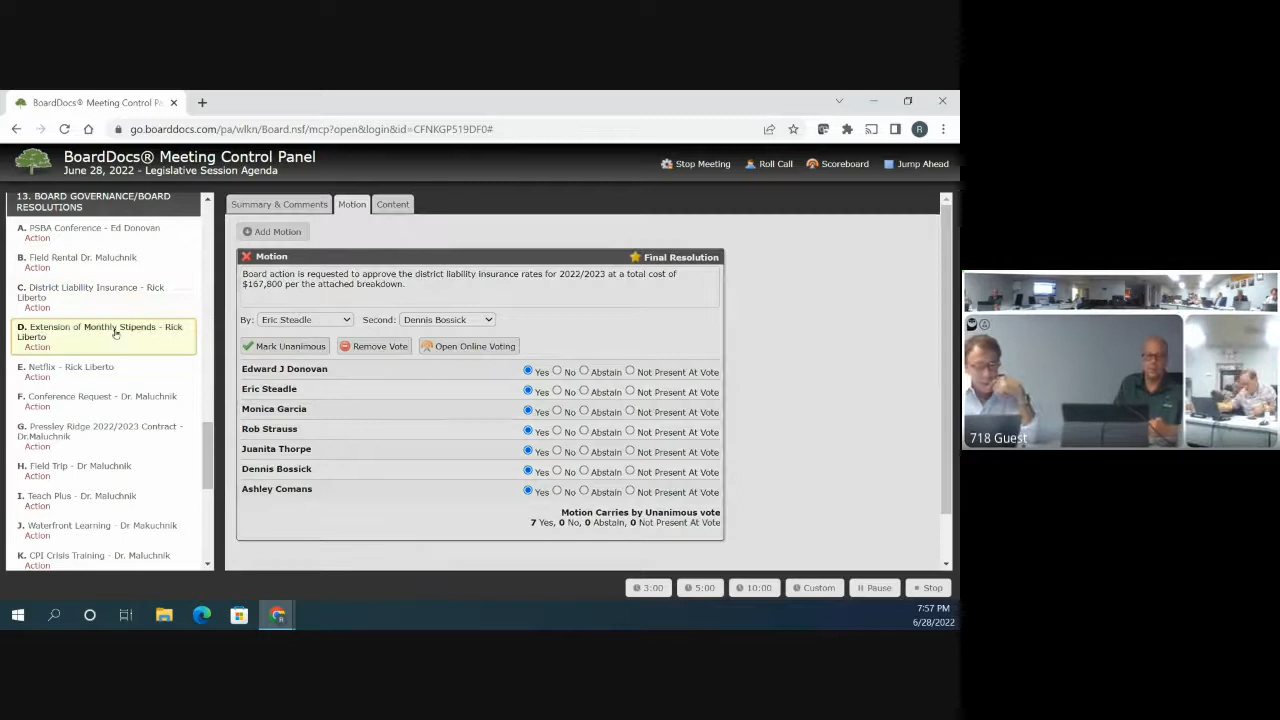 BoardDocs® Meeting Control Pa
go.boarddocs.com/pa/wlkn/Board.nsf/mcp?open&login&id=CFNKGP519DF0#
R
BoardDocs® Meeting Control Panel
June 28, 2022 - Legislative Session Agenda
Stop Meeting
Roll Call
Scoreboard
Jump Ahead
13. BOARD GOVERNANCE/BOARD
RESOLUTIONS
A. PSBA Conference - Ed Donovan
Action
B. Field Rental Dr. Maluchnik
Action
C. District Liability Insurance - Rick
Liberto
Action
D. Extension of Monthly Stipends - Rick
Liberto
Action
E. Netflix - Rick Liberto
Action
F. Conference Request - Dr. Maluchnik
Action
G. Pressley Ridge 2022/2023 Contract -
Dr.Maluchnik
Action
H. Field Trip - Dr Maluchnik
Action
I. Teach Plus - Dr. Maluchnik
Action
J. Waterfront Learning - Dr Makuchnik
Action
K. CPI Crisis Training - Dr. Maluchnik
Action
Summary & Comments
Motion
Content
Add Motion
Motion
Final Resolution
Board action is requested to approve the district liability insurance rates for 2022/2023 at a total cost of
$167,800 per the attached breakdown.
By: Eric Steadle Second: Dennis Bossick
Mark Unanimous Remove Vote Open Online Voting
Edward J Donovan Yes No Abstain Not Present At Vote
Eric Steadle Yes No Abstain Not Present At Vote
Monica Garcia Yes No Abstain Not Present At Vote
Rob Strauss Yes No Abstain Not Present At Vote
Juanita Thorpe Yes No Abstain Not Present At Vote
Dennis Bossick Yes No Abstain Not Present At Vote
Ashley Comans Yes No Abstain Not Present At Vote
Motion Carries by Unanimous vote
7 Yes, 0 No, 0 Abstain, 0 Not Present At Vote
3:00 5:00 10:00 Custom Pause Stop
7:57 PM
6/28/2022
718 Guest